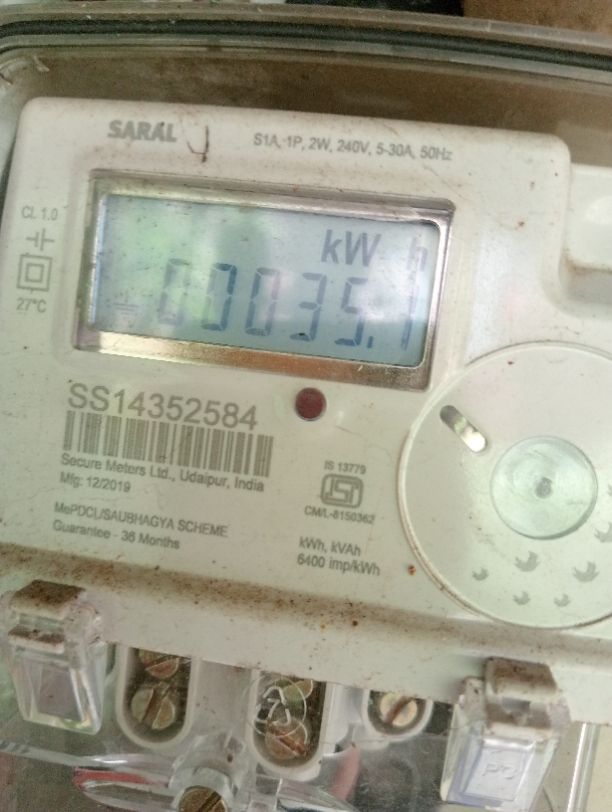 SARAL
S1A, 1P, 2W, 240V, 5-30A, 50Hz
CL 1.0
27°C
kW h
00035.1
SS14352584
Secure Meters Ltd., Udaipur, India
Mfg: 12/2019
MePDCL/SAUBHAGYA SCHEME
Guarantee - 36 Months
IS 13779
CM/L-8150362
kWh, kVAh
6400 imp/kWh